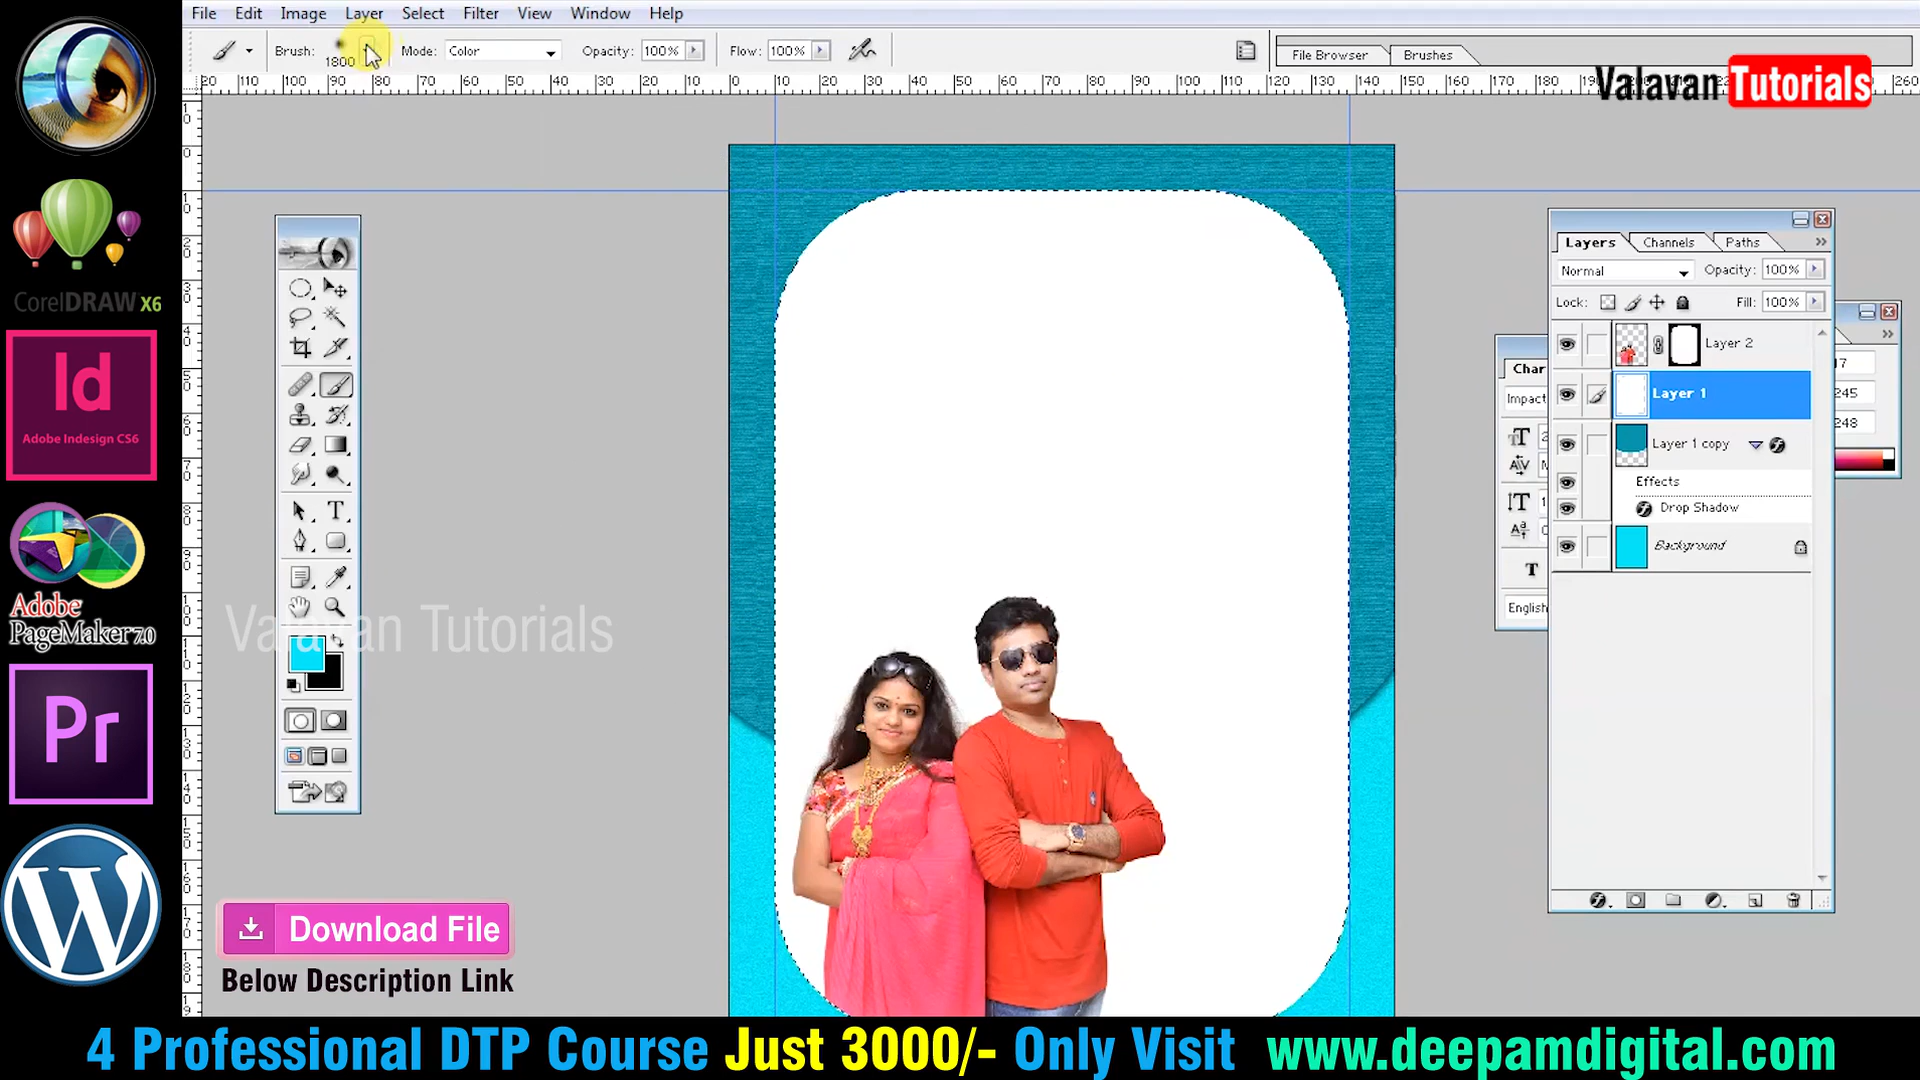 File Edit Image Layer Select Filter View Window Help
Brush: 1800 Mode: Color Opacity: 100% Flow: 100%
File Browser Brushes
Valavan Tutorials
CorelDRAW X6
Id
Adobe Indesign CS6
Adobe
PageMaker 7.0
Pr
W
Layers Channels Paths
Normal Opacity: 100%
Lock: Fill: 100%
Layer 2
Layer 1
Layer 1 copy
Effects
Drop Shadow
Background
Char
Impact
English
245
248
Valavan Tutorials
Download File
Below Description Link
4 Professional DTP Course Just 3000/- Only Visit www.deepamdigital.com